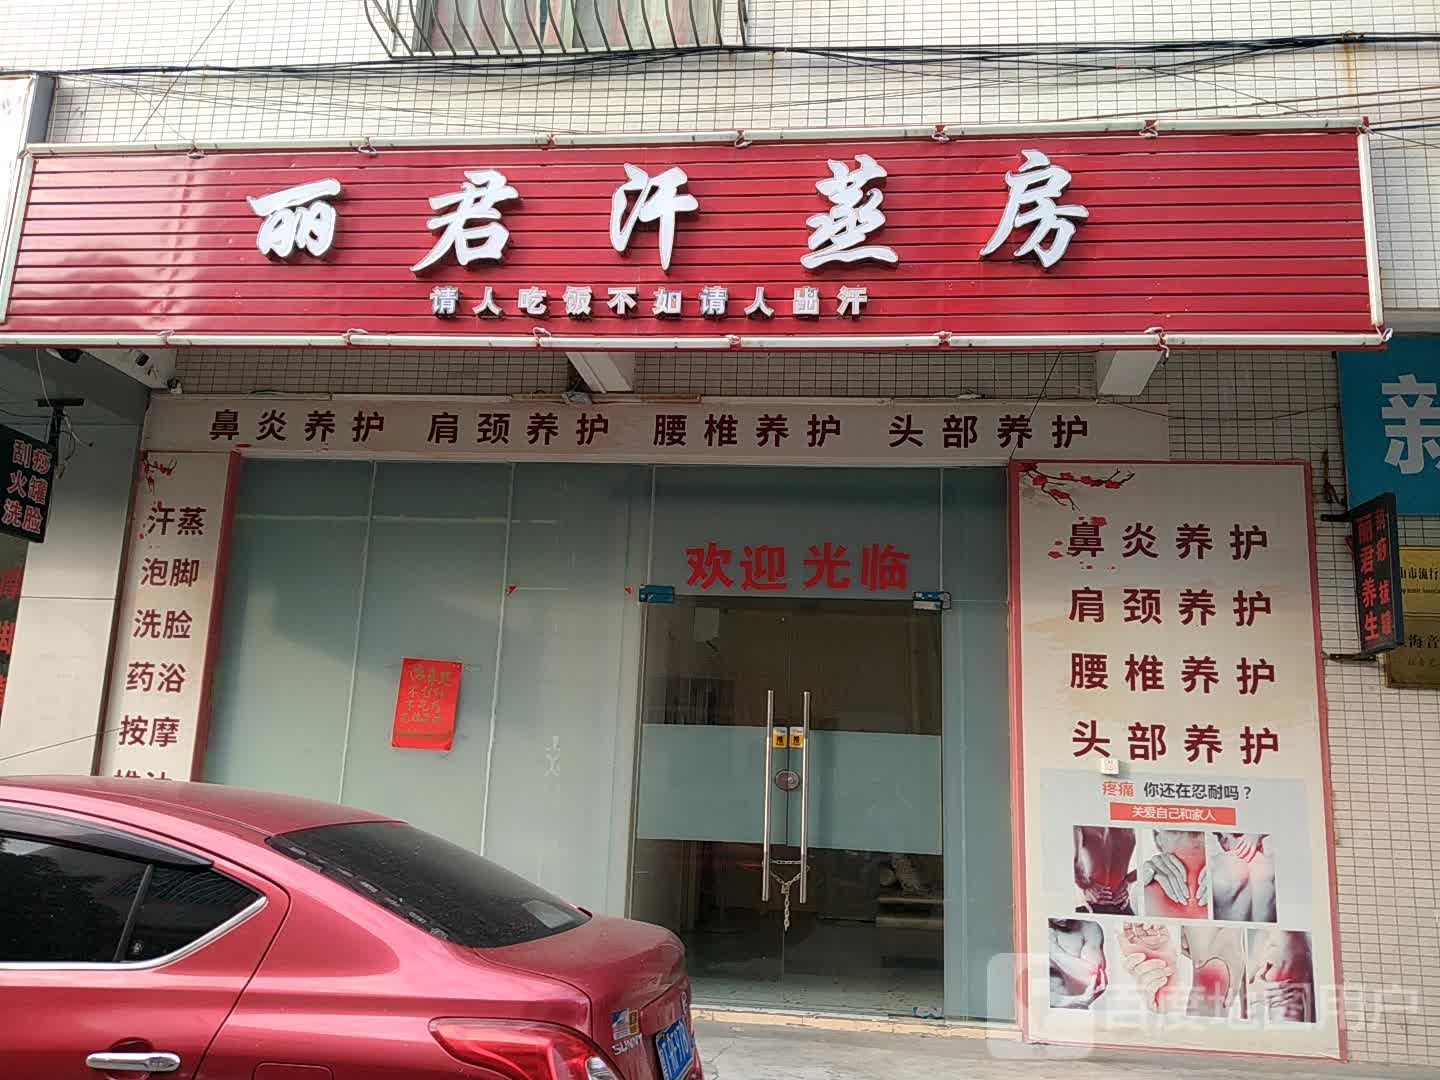 丽君汗蒸房
请人吃饭不如请人出汗
鼻炎养护 肩颈养护 腰椎养护 头部养护
刮痧
火罐
洗脸
汗蒸
泡脚
洗脸
药浴
按摩
欢迎光临
鼻炎养护
肩颈养护
腰椎养护
头部养护
疼痛 你还在忍耐吗？
关爱自己和家人
新
丽君养生
SUNNY
百度地图用户